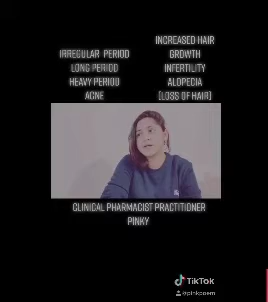 IRREGULAR PERIOD
LONG PERIOD
HEAVY PERIOD
ACNE
INCREASED HAIR
GROWTH
INFERTILITY
ALOPECIA
(LOSS OF HAIR)
CLINICAL PHARMACIST PRACTITIONER
PINKY
TikTok
@pinkpoem